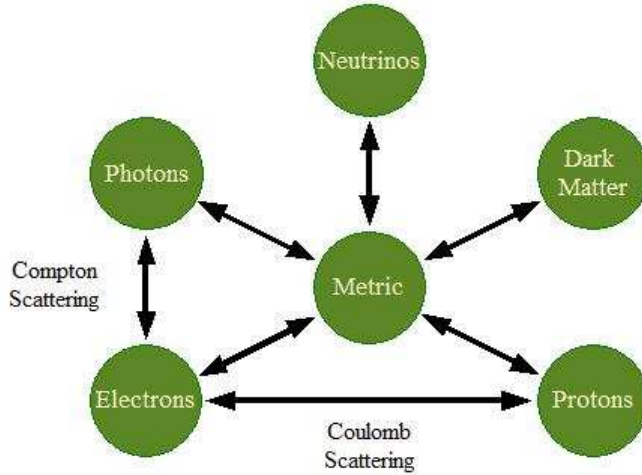 Neutrinos
Photons
Dark
Matter
Compton
Scattering
Metric
Electrons
Protons
Coulomb
Scattering